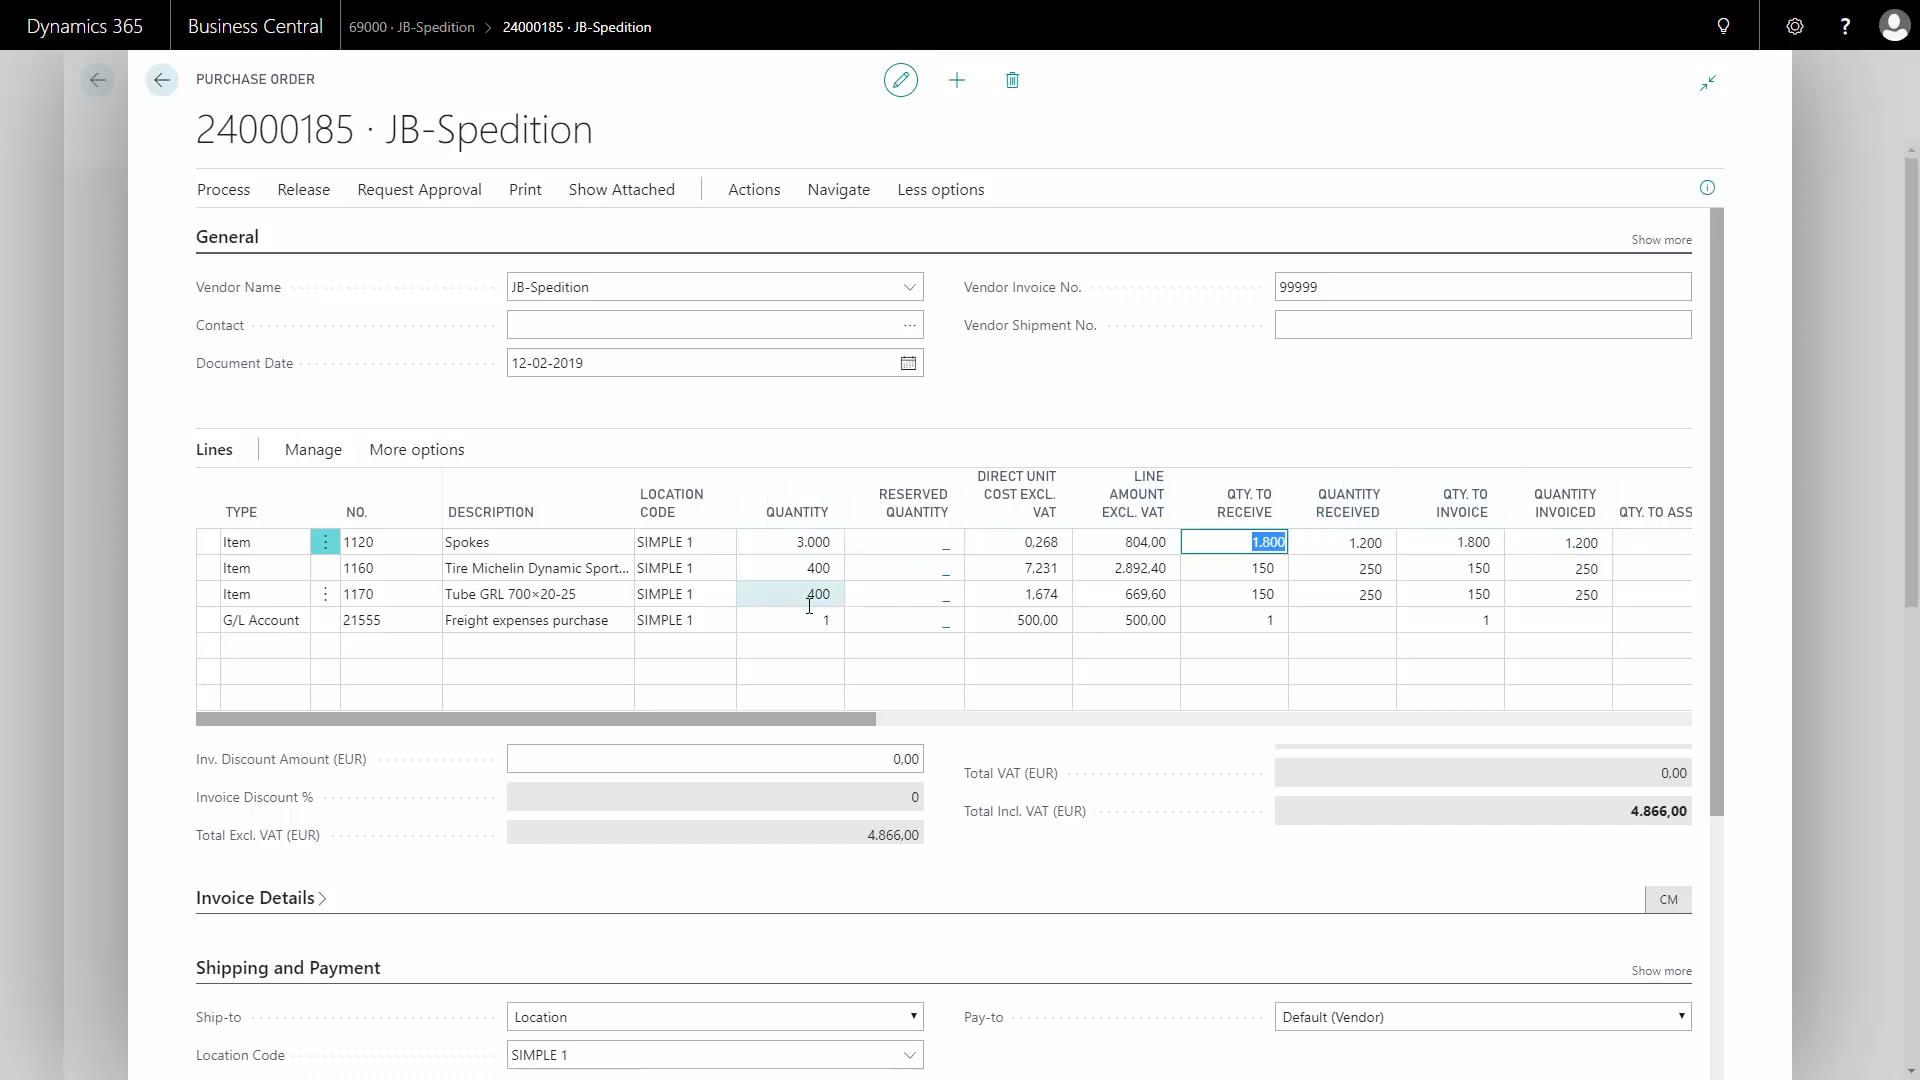 Dynamics 365 Business Central 69000 · JB-Spedition > 24000185 · JB-Spedition ?
PURCHASE ORDER
24000185 · JB-Spedition
Process Release Request Approval Print Show Attached Actions Navigate Less options
General Show more
Vendor Name JB-Spedition Vendor Invoice No. 99999
Contact Vendor Shipment No.
Document Date 12-02-2019
Lines Manage More options
TYPE NO. DESCRIPTION LOCATION CODE QUANTITY RESERVED QUANTITY DIRECT UNIT COST EXCL. VAT LINE AMOUNT EXCL. VAT QTY. TO RECEIVE QUANTITY RECEIVED QTY. TO INVOICE QUANTITY INVOICED QTY. TO ASS
Item 1120 Spokes SIMPLE 1 3.000 _ 0,268 804,00 1.800 1.200 1.800 1.200
Item 1160 Tire Michelin Dynamic Sport... SIMPLE 1 400 _ 7,231 2.892,40 150 250 150 250
Item 1170 Tube GRL 700×20-25 SIMPLE 1 400 _ 1,674 669,60 150 250 150 250
G/L Account 21555 Freight expenses purchase SIMPLE 1 1 _ 500,00 500,00 1 1
Inv. Discount Amount (EUR) 0,00 Total VAT (EUR) 0,00
Invoice Discount % 0 Total Incl. VAT (EUR) 4.866,00
Total Excl. VAT (EUR) 4.866,00
Invoice Details > CM
Shipping and Payment Show more
Ship-to Location Pay-to Default (Vendor)
Location Code SIMPLE 1